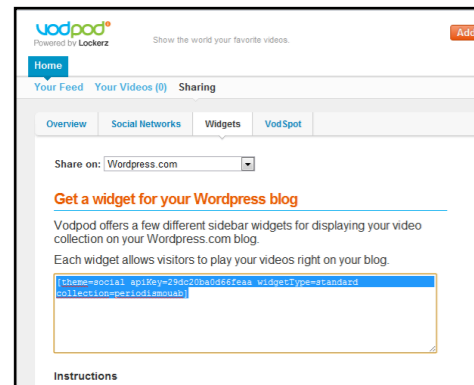 vodpod
Powered by Lockerz
Show the world your favorite videos.
Add
Home
Your Feed Your Videos (0) Sharing
Overview Social Networks Widgets VodSpot
Share on: Wordpress.com
Get a widget for your Wordpress blog
Vodpod offers a few different sidebar widgets for displaying your video
collection on your Wordpress.com blog.
Each widget allows visitors to play your videos right on your blog.
[theme=social apiKey=29dc20ba0d66feaa widgetType=standard
collection=periodismouab]
Instructions